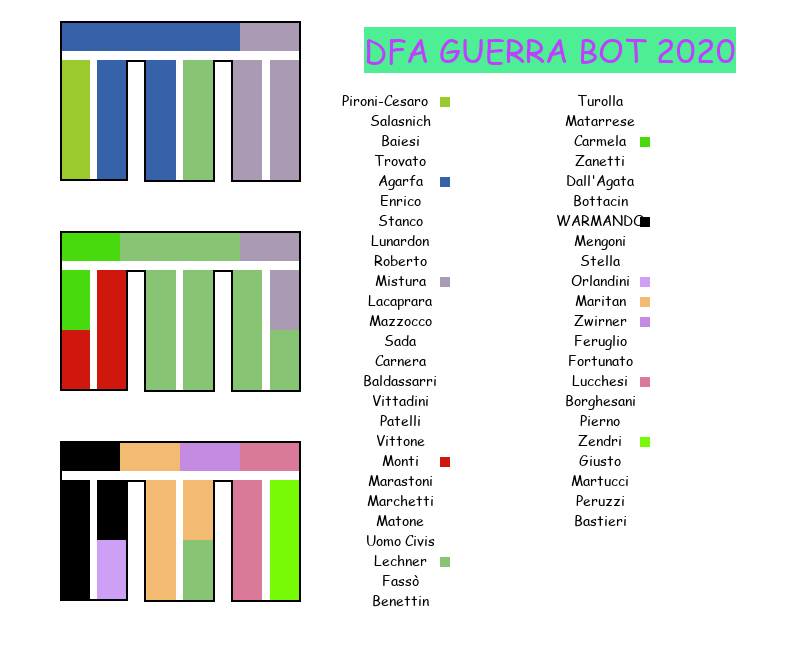 DFA GUERRA BOT 2020
Pironi-Cesaro
Salasnich
Baiesi
Trovato
Agarfa
Enrico
Stanco
Lunardon
Roberto
Mistura
Lacaprara
Mazzocco
Sada
Carnera
Baldassarri
Vittadini
Patelli
Vittone
Monti
Marastoni
Marchetti
Matone
Uomo Civis
Lechner
Fassò
Benettin
Turolla
Matarrese
Carmela
Zanetti
Dall'Agata
Bottacin
WARMANDO
Mengoni
Stella
Orlandini
Maritan
Zwirner
Feruglio
Fortunato
Lucchesi
Borghesani
Pierno
Zendri
Giusto
Martucci
Peruzzi
Bastieri